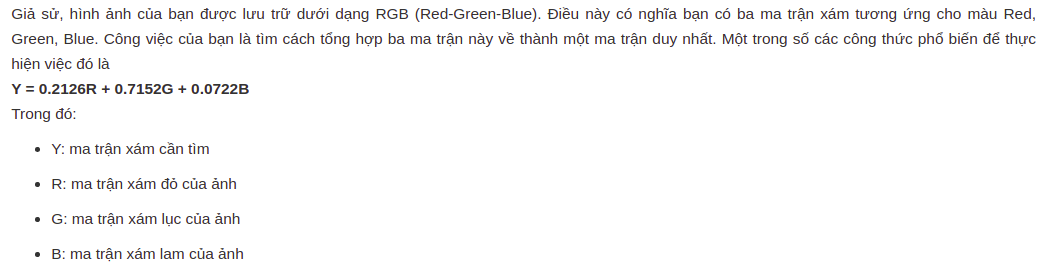 Giả sử, hình ảnh của bạn được lưu trữ dưới dạng RGB (Red-Green-Blue). Điều này có nghĩa bạn có ba ma trận xám tương ứng cho màu Red,
Green, Blue. Công việc của bạn là tìm cách tổng hợp ba ma trận này về thành một ma trận duy nhất. Một trong số các công thức phổ biến để thực
hiện việc đó là
Y = 0.2126R + 0.7152G + 0.0722B
Trong đó:
• Y: ma trận xám cần tìm
• R: ma trận xám đỏ của ảnh
• G: ma trận xám lục của ảnh
• B: ma trận xám lam của ảnh